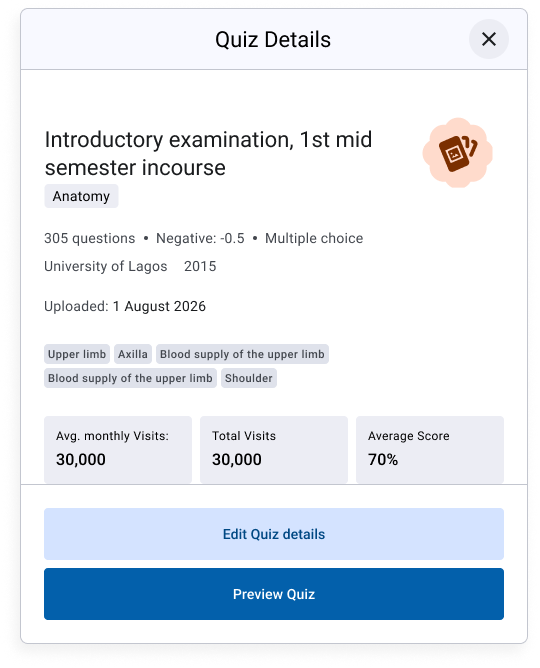 Quiz Details
Introductory examination, 1st mid
semester incourse
Anatomy
305 questions • Negative: -0.5 • Multiple choice
University of Lagos 2015
Uploaded: 1 August 2026
Upper limb Axilla Blood supply of the upper limb
Blood supply of the upper limb Shoulder
Avg. monthly Visits: Total Visits Average Score
30,000 30,000 70%
Edit Quiz details
Preview Quiz